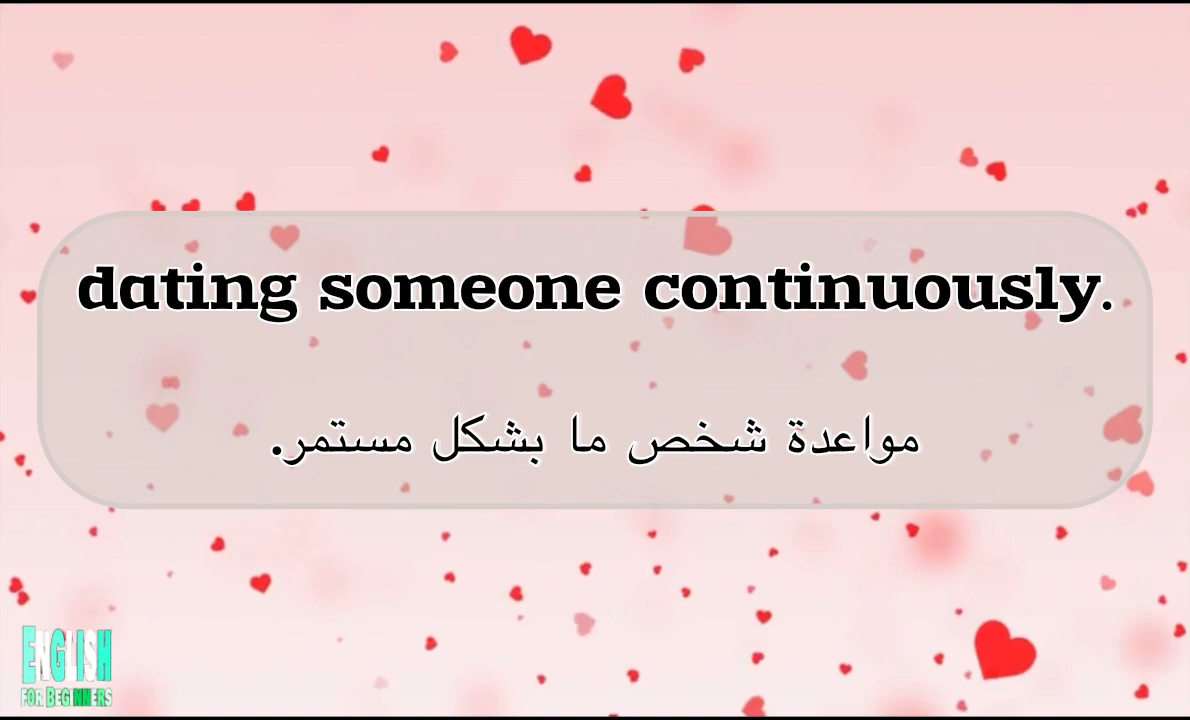 dating someone continuously.
مواعدة شخص ما بشكل مستمر.
ENGLISH
FOR BEGINNERS